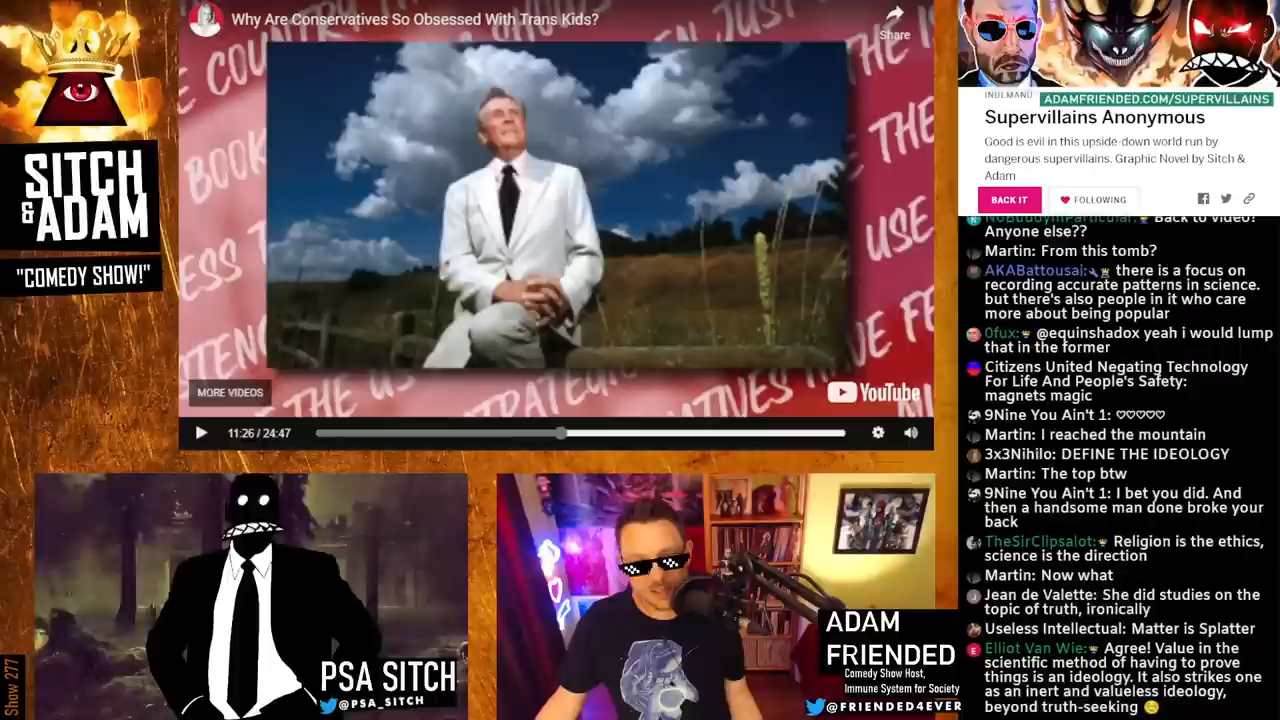 Why Are Conservatives So Obsessed With Trans Kids?
Share
MORE VIDEOS
YouTube
11:26 / 24:47
SITCH
& ADAM
"COMEDY SHOW!"
Show 277
PSA SITCH
@PSA_SITCH
ADAM
FRIENDED
Comedy Show Host,
Immune System for Society
@FRIENDED4EVER
ADAMFRIENDED.COM/SUPERVILLAINS
Supervillains Anonymous
Good is evil in this upside-down world run by
dangerous supervillains. Graphic Novel by Sitch &
Adam
BACK IT
FOLLOWING
NoBuddyInParticular: Back to video?
Anyone else??
Martin: From this tomb?
AKABattousai: there is a focus on
recording accurate patterns in science.
but there's also people in it who care
more about being popular
0fux: @equinshadox yeah i would lump
that in the former
Citizens United Negating Technology
For Life And People's Safety:
magnets magic
9Nine You Ain't 1: ♡♡♡♡♡
Martin: I reached the mountain
3x3Nihilo: DEFINE THE IDEOLOGY
Martin: The top btw
9Nine You Ain't 1: I bet you did. And
then a handsome man done broke your
back
TheSirClipsalot: Religion is the ethics,
science is the direction
Martin: Now what
Jean de Valette: She did studies on the
topic of truth, ironically
Useless Intellectual: Matter is Splatter
Elliot Van Wie: Agree! Value in the
scientific method of having to prove
things is an ideology. It also strikes one
as an inert and valueless ideology,
beyond truth-seeking